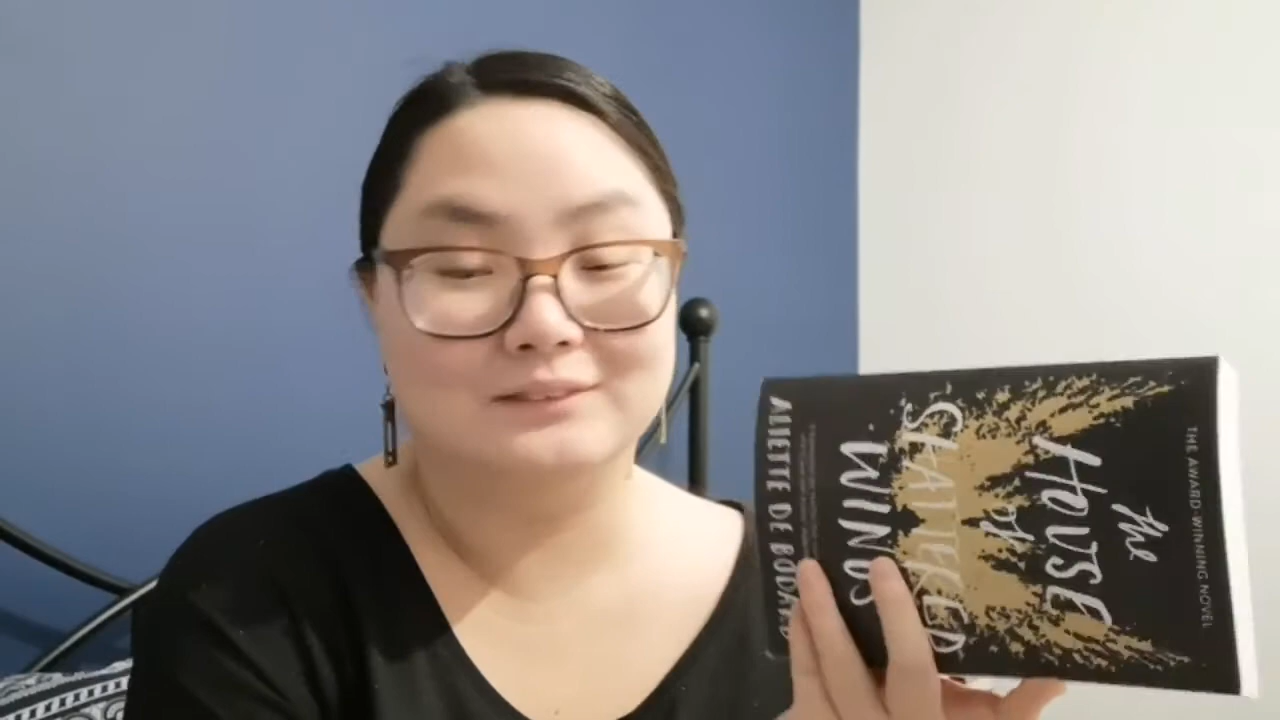 THE AWARD-WINNING NOVEL
the
HOUSE
of
SHATTERED
WINGS
ALIETTE DE BODARD